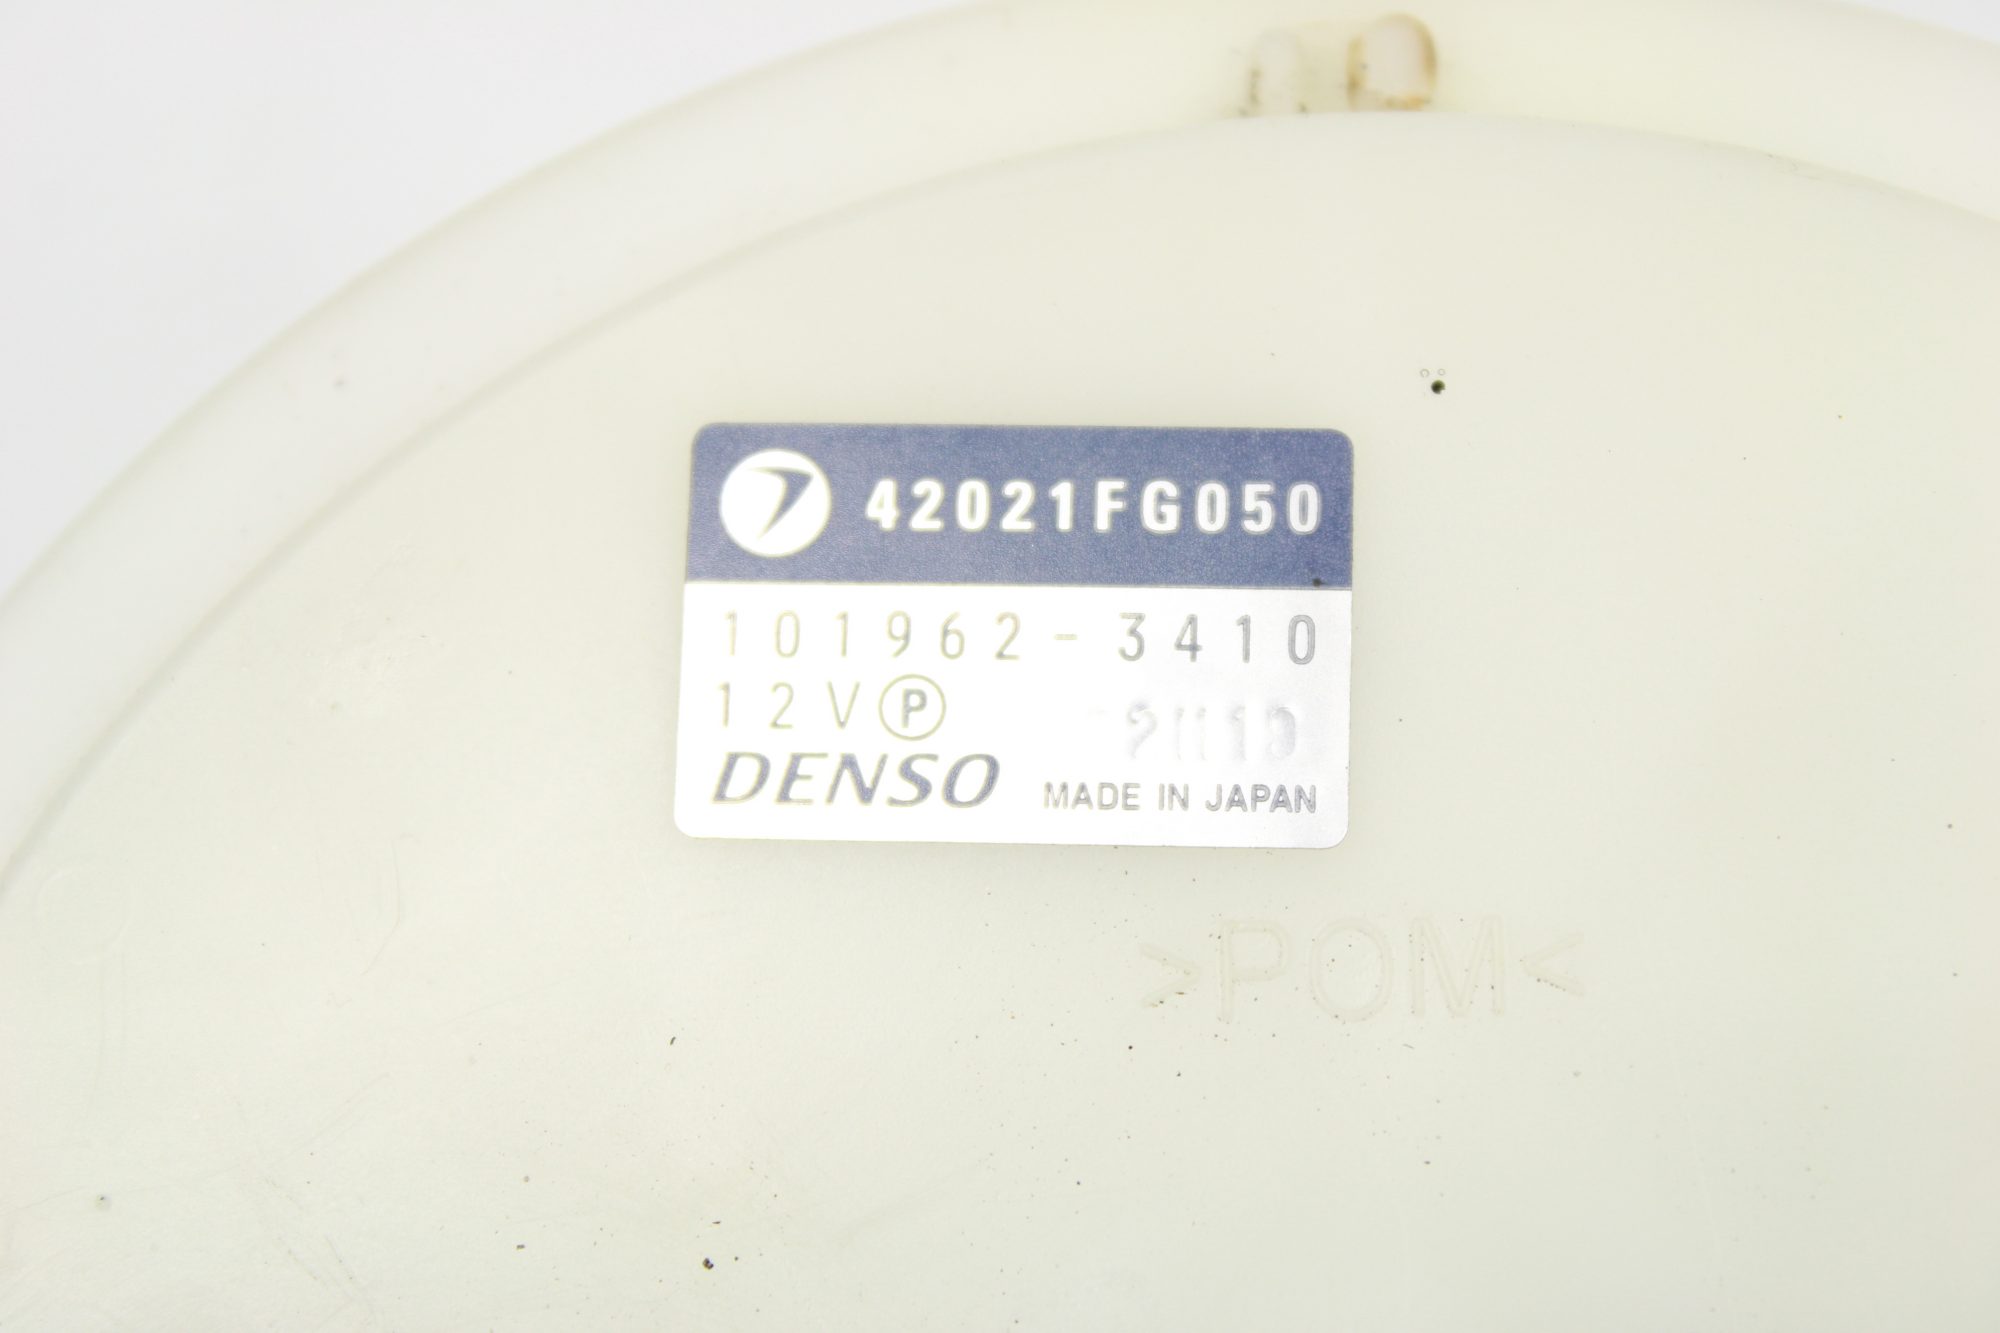 42021FG050
101962-3410
12V Ⓟ
DENSO MADE IN JAPAN
>POM<